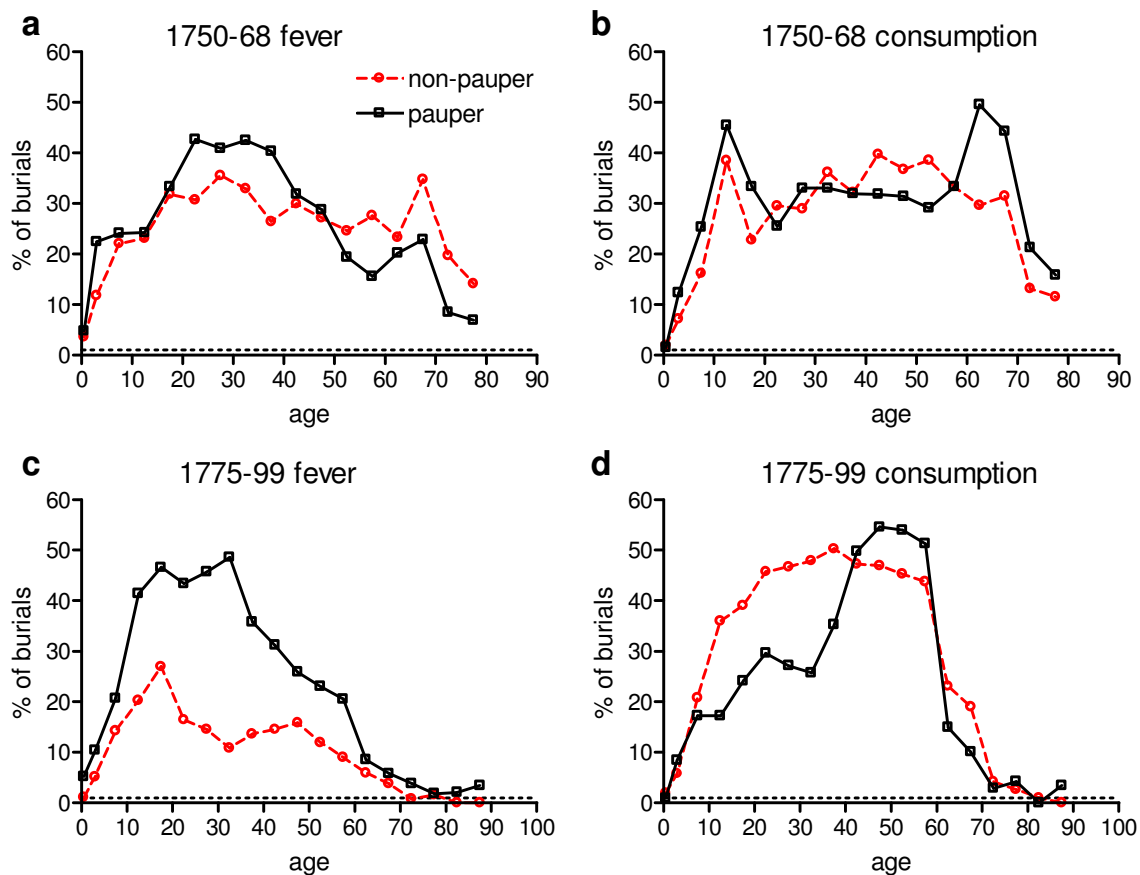 a
1750-68 fever
60
50
40
30
20
10
0
% of burials
non-pauper
pauper
0 10 20 30 40 50 60 70 80 90
age
b
1750-68 consumption
60
50
40
30
20
10
0
% of burials
0 10 20 30 40 50 60 70 80 90
age
c
1775-99 fever
60
50
40
30
20
10
0
% of burials
0 10 20 30 40 50 60 70 80 90 100
age
d
1775-99 consumption
60
50
40
30
20
10
0
% of burials
0 10 20 30 40 50 60 70 80 90 100
age